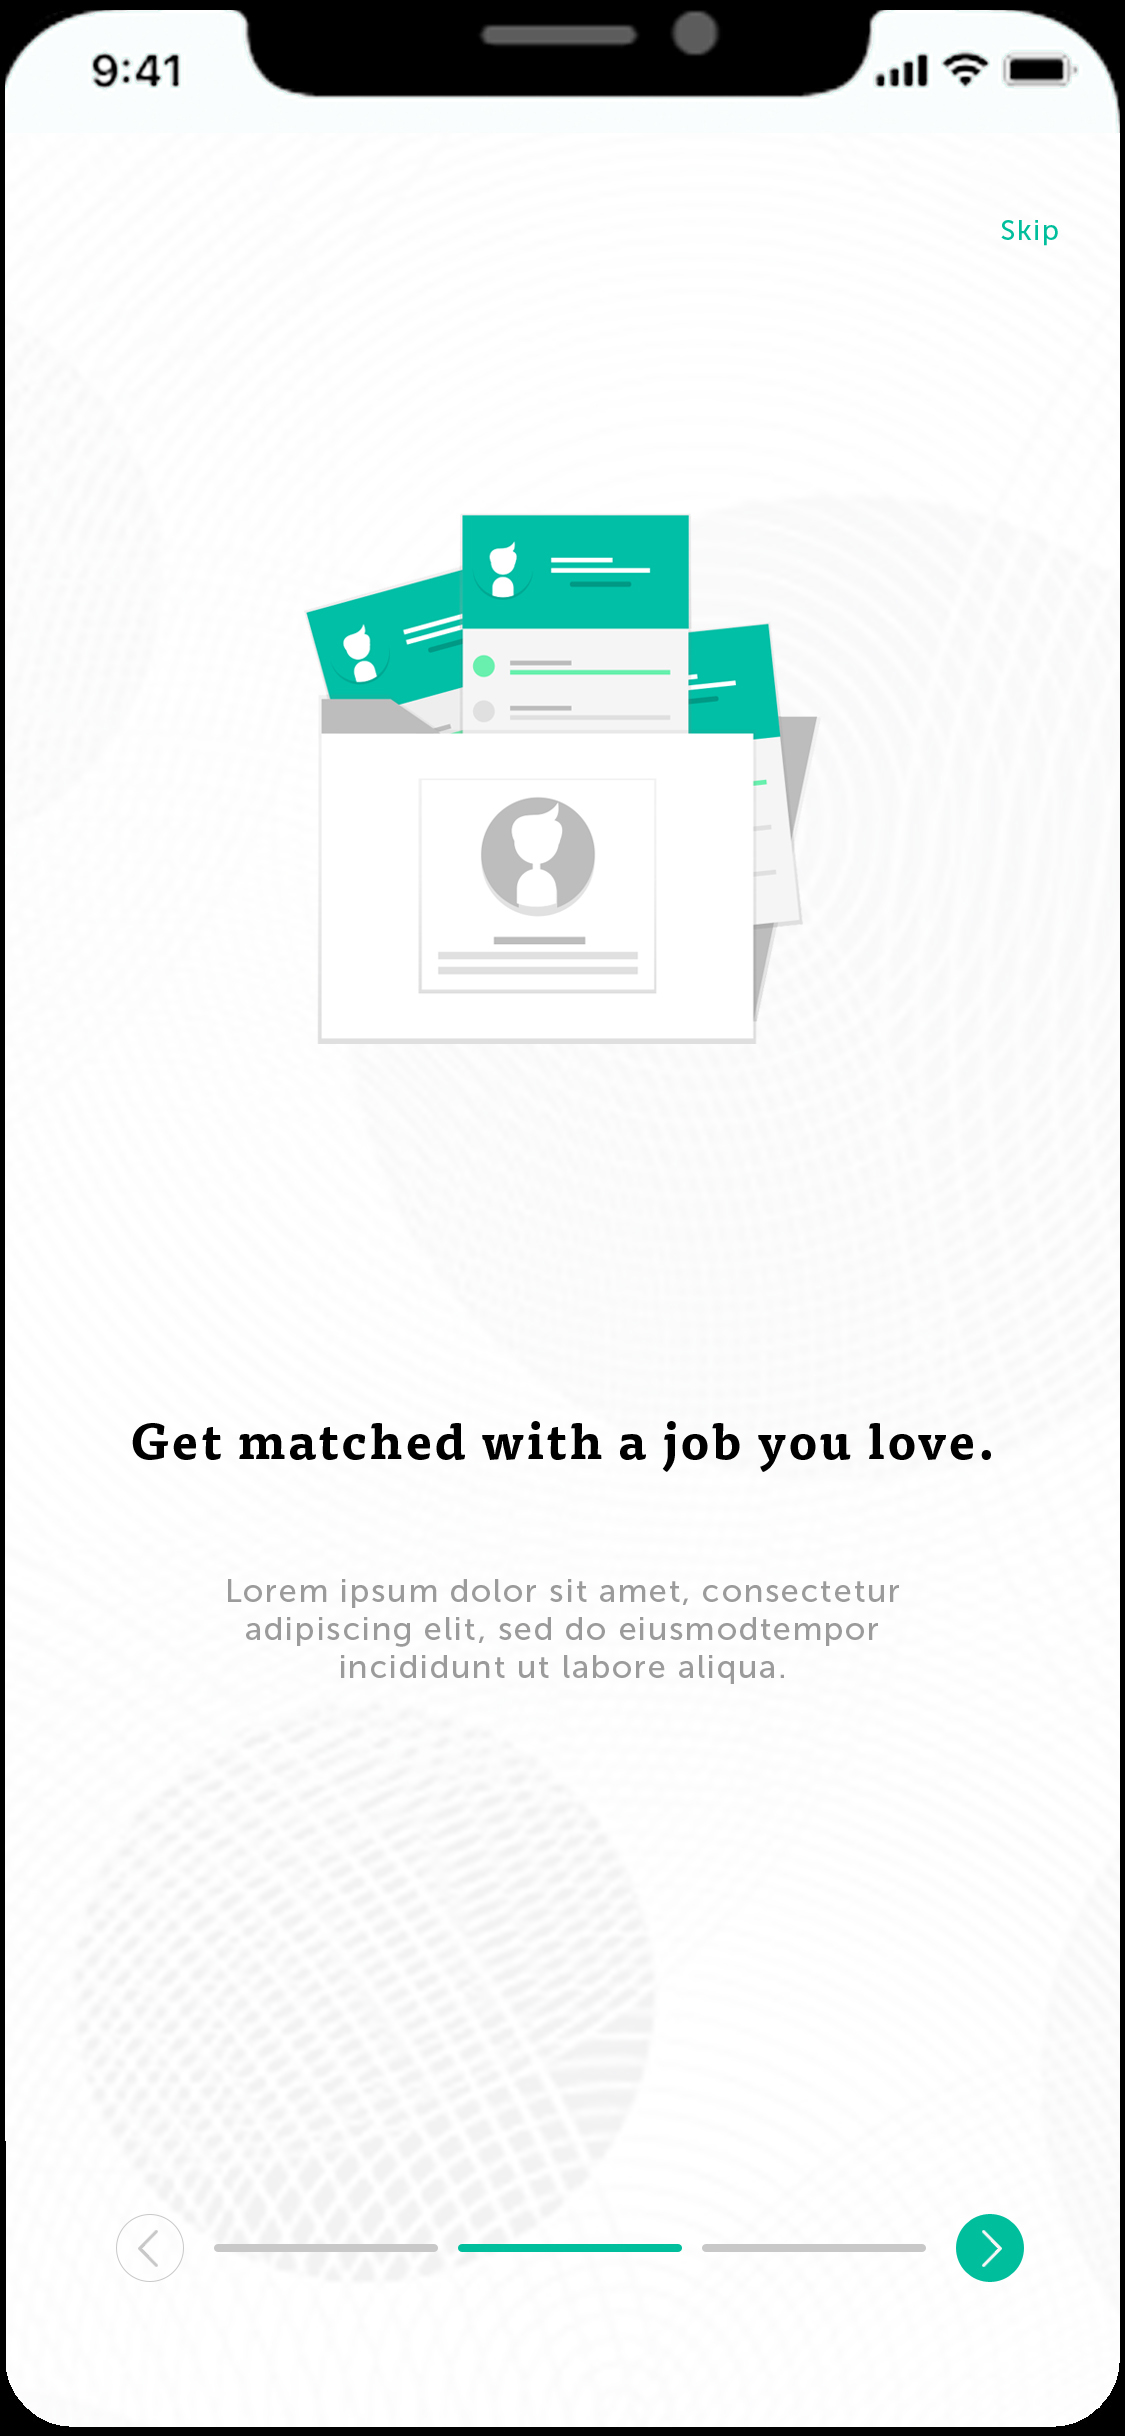 9:41
Skip
Get matched with a job you love.
Lorem ipsum dolor sit amet, consectetur
adipiscing elit, sed do eiusmodtempor
incididunt ut labore aliqua.